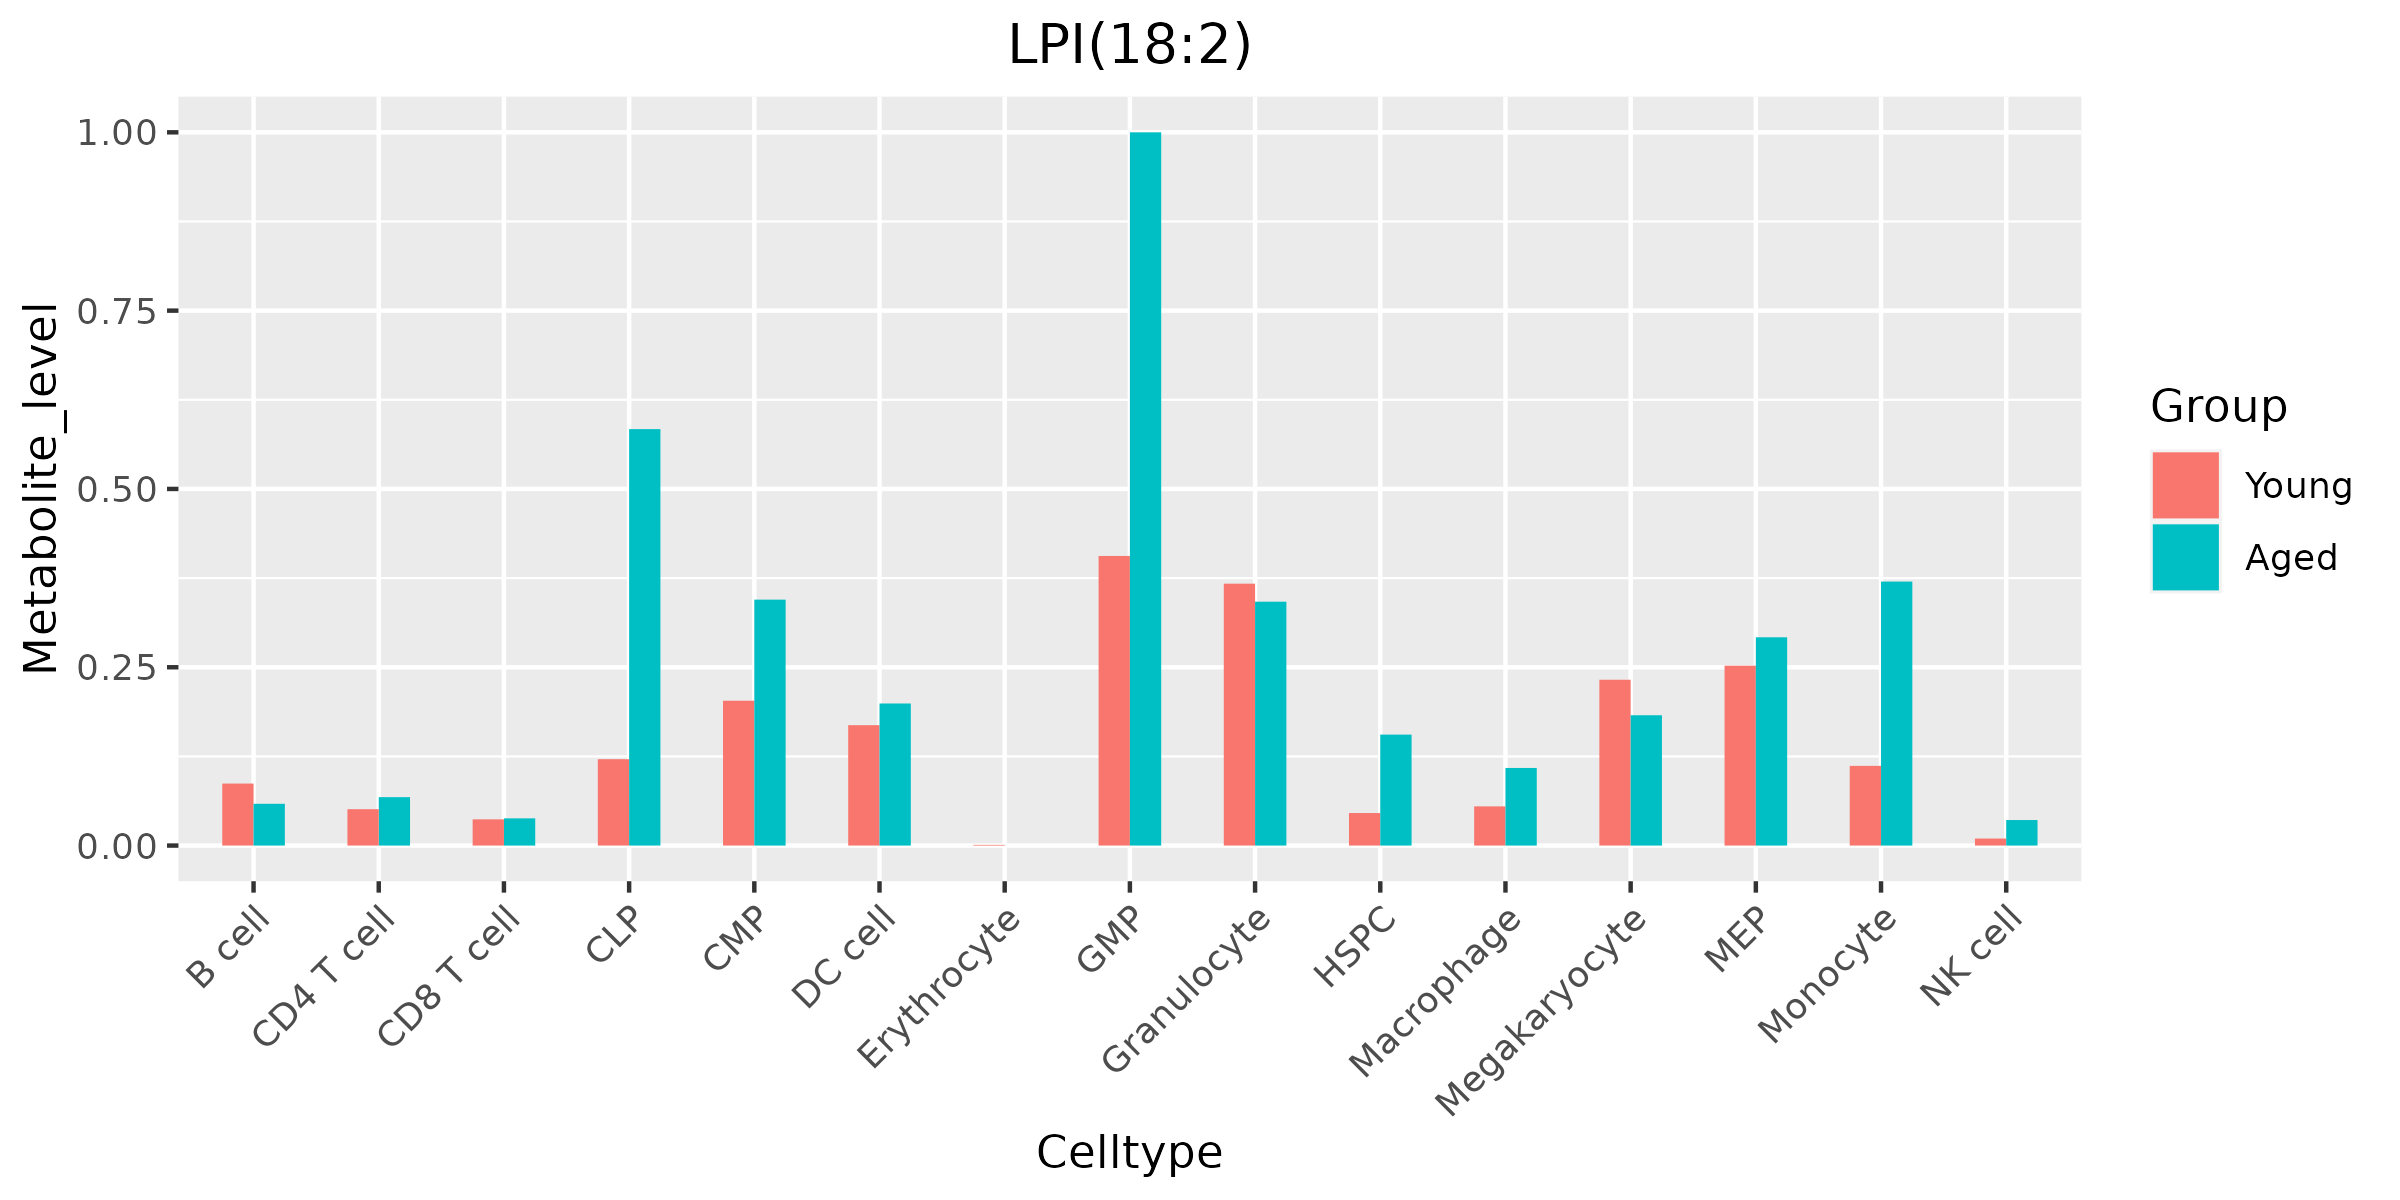 LPI(18:2)
Metabolite_level
1.00
0.75
0.50
0.25
0.00
B cell
CD4 T cell
CD8 T cell
CLP
CMP
DC cell
Erythrocyte
GMP
Granulocyte
HSPC
Macrophage
Megakaryocyte
MEP
Monocyte
NK cell
Celltype
Group
Young
Aged